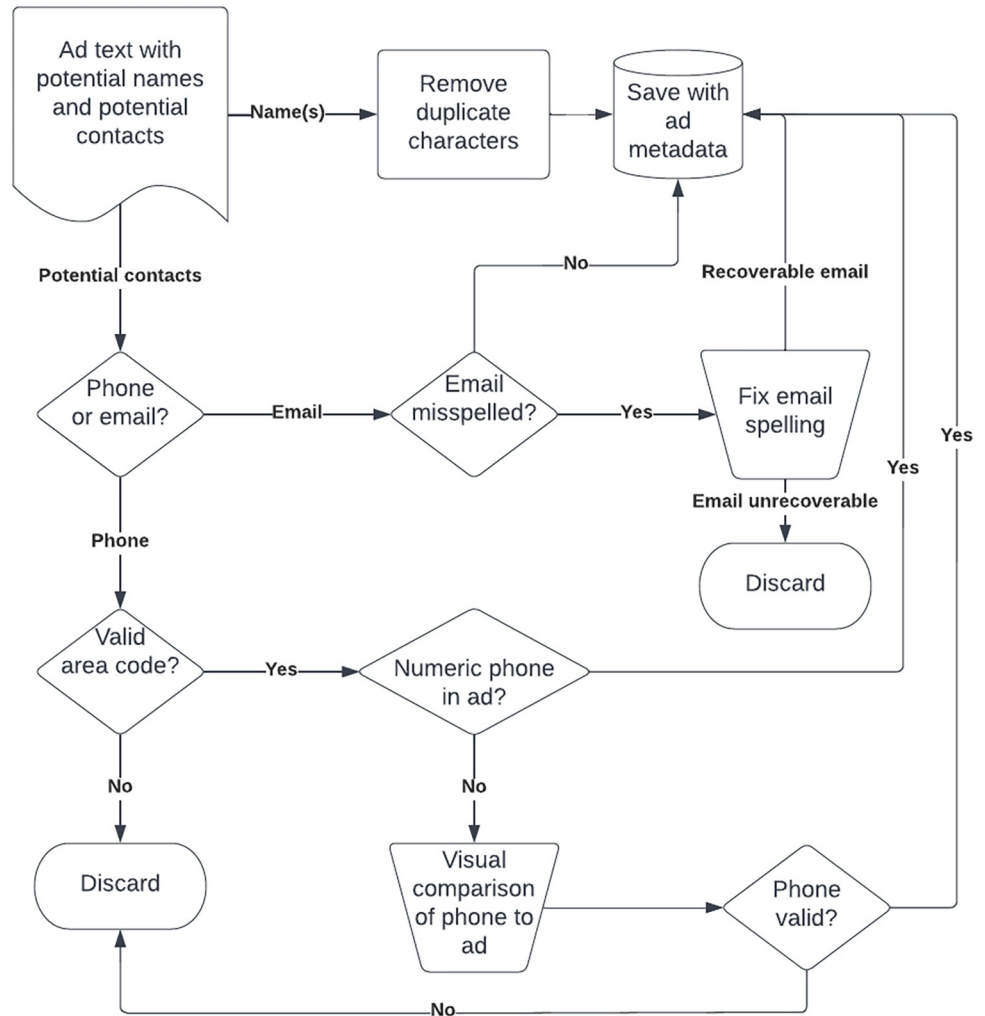 Ad text with
potential names
and potential
contacts
Name(s)
Remove
duplicate
characters
Save with
ad
metadata
Potential contacts
No
Recoverable email
Phone
or email?
Email
Email
misspelled?
Yes
Fix email
spelling
Yes
Yes
Email unrecoverable
Phone
Discard
Valid
area code?
Yes
Numeric phone
in ad?
No
No
Discard
Visual
comparison
of phone to
ad
Phone
valid?
No